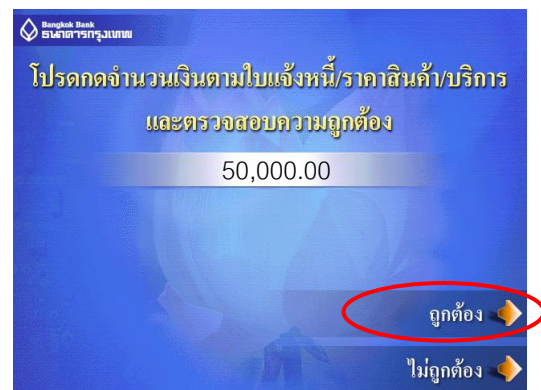 Bangkok Bank
ธนาคารกรุงเทพ
โปรดกดจำนวนเงินตามใบแจ้งหนี้/ราคาสินค้า/บริการ
และตรวจสอบความถูกต้อง
50,000.00
ถูกต้อง
ไม่ถูกต้อง